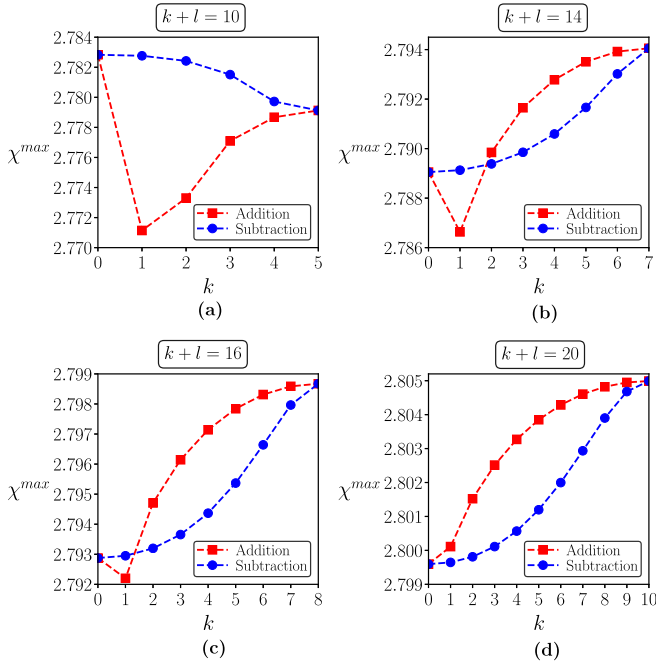 k + l = 10
2.784
2.782
2.780
2.778
χ^max
2.776
2.774
2.772
2.770
Addition
Subtraction
0 1 2 3 4 5
k
(a)
k + l = 14
2.794
2.792
2.790
χ^max
2.788
2.786
Addition
Subtraction
0 1 2 3 4 5 6 7
k
(b)
k + l = 16
2.799
2.798
2.797
2.796
χ^max
2.795
2.794
2.793
2.792
Addition
Subtraction
0 1 2 3 4 5 6 7 8
k
(c)
k + l = 20
2.805
2.804
2.803
2.802
χ^max
2.801
2.800
2.799
Addition
Subtraction
0 1 2 3 4 5 6 7 8 9 10
k
(d)